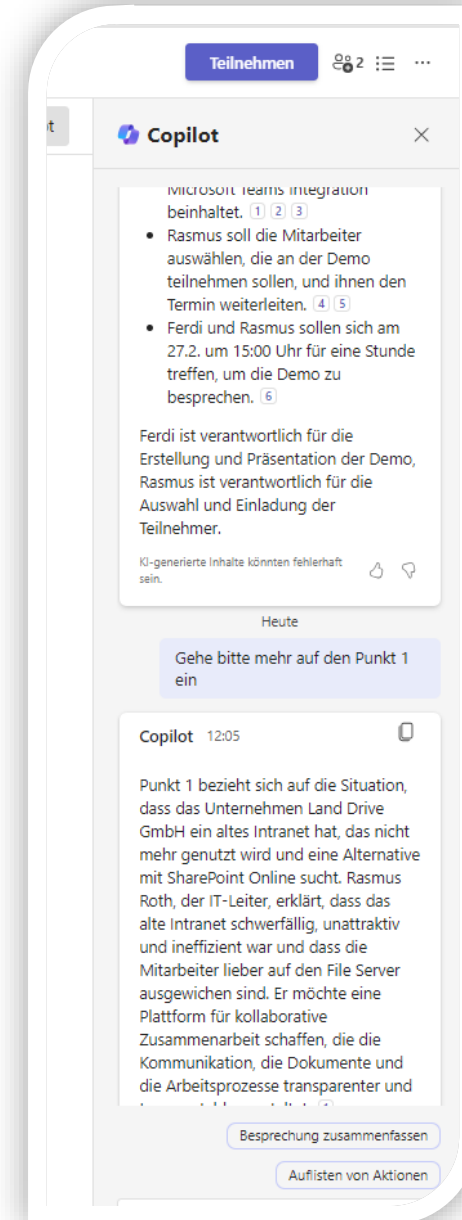 Teilnehmen 2 ...
t
Copilot
Microsoft Teams Integration
beinhaltet. 1 2 3
• Rasmus soll die Mitarbeiter
auswählen, die an der Demo
teilnehmen sollen, und ihnen den
Termin weiterleiten. 4 5
• Ferdi und Rasmus sollen sich am
27.2. um 15:00 Uhr für eine Stunde
treffen, um die Demo zu
besprechen. 6
Ferdi ist verantwortlich für die
Erstellung und Präsentation der Demo,
Rasmus ist verantwortlich für die
Auswahl und Einladung der
Teilnehmer.
KI-generierte Inhalte könnten fehlerhaft
sein.
Heute
Gehe bitte mehr auf den Punkt 1
ein
Copilot 12:05
Punkt 1 bezieht sich auf die Situation,
dass das Unternehmen Land Drive
GmbH ein altes Intranet hat, das nicht
mehr genutzt wird und eine Alternative
mit SharePoint Online sucht. Rasmus
Roth, der IT-Leiter, erklärt, dass das
alte Intranet schwerfällig, unattraktiv
und ineffizient war und dass die
Mitarbeiter lieber auf den File Server
ausgewichen sind. Er möchte eine
Plattform für kollaborative
Zusammenarbeit schaffen, die die
Kommunikation, die Dokumente und
die Arbeitsprozesse transparenter und
Besprechung zusammenfassen
Auflisten von Aktionen